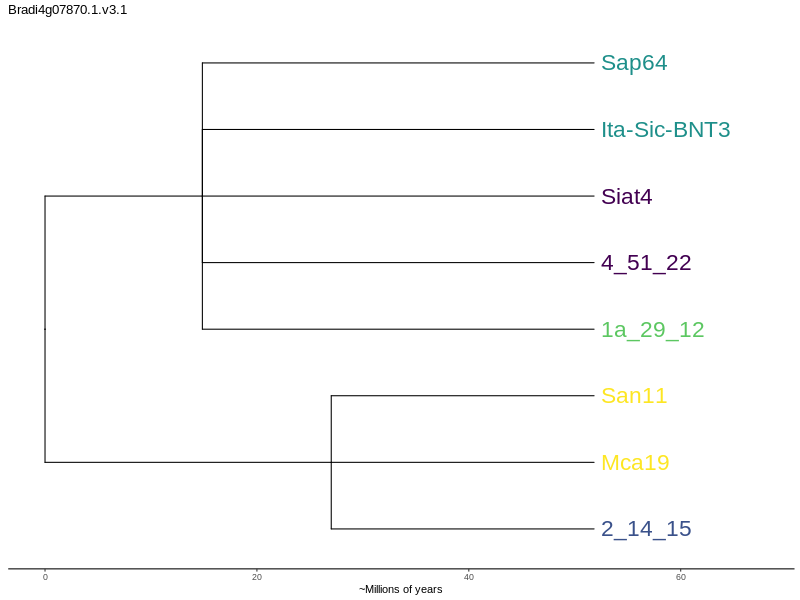 Bradi4g07870.1.v3.1
Sap64
Ita-Sic-BNT3
Siat4
4_51_22
1a_29_12
San11
Mca19
2_14_15
0 20 40 60
~Millions of years